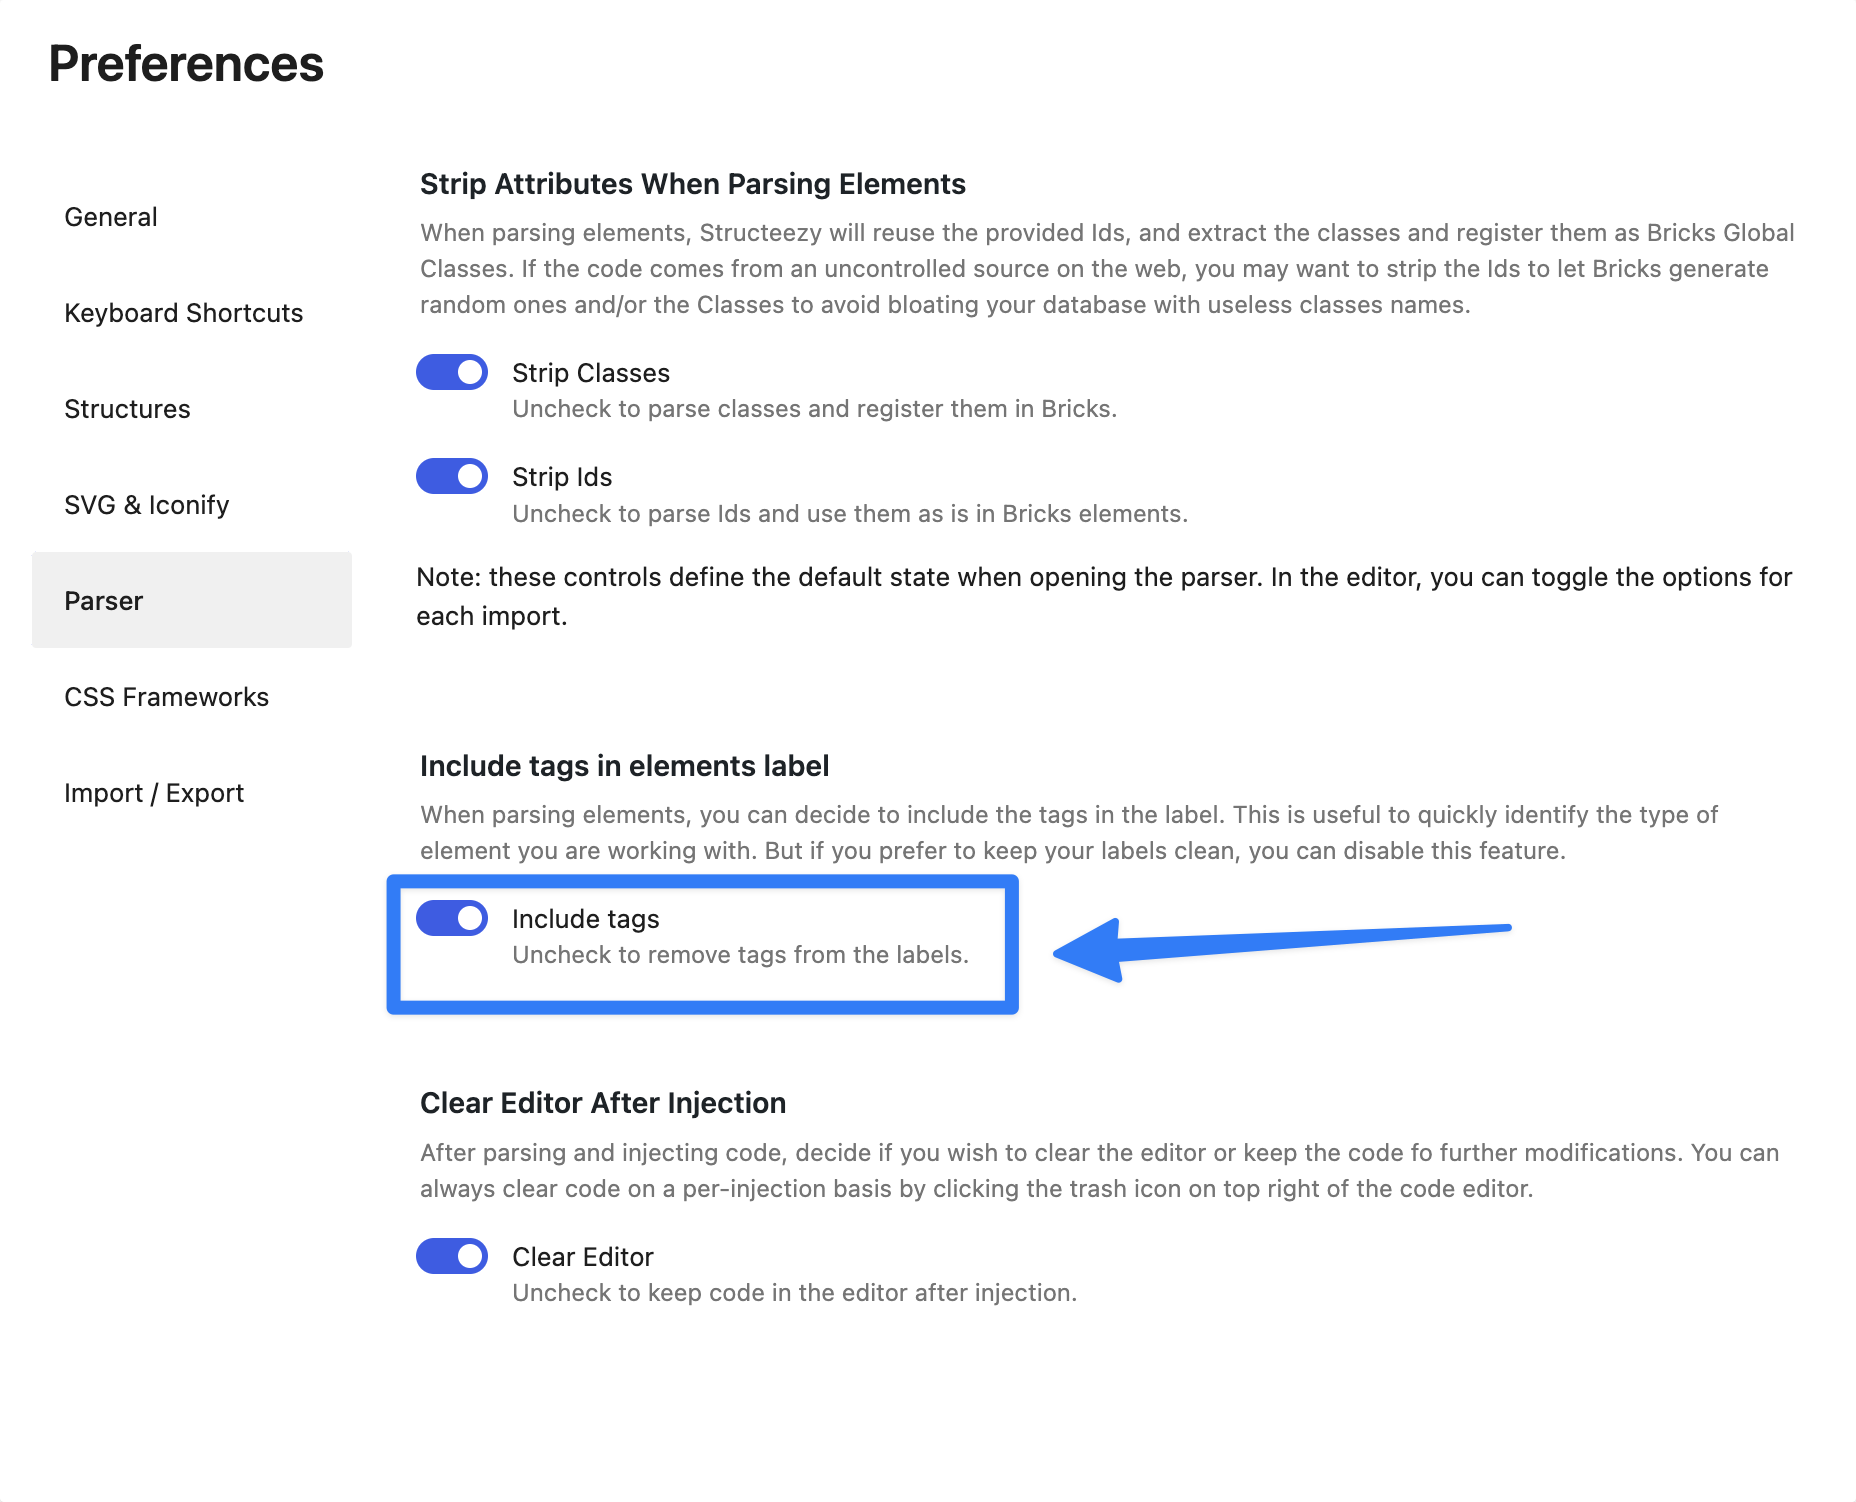 Preferences
General
Keyboard Shortcuts
Structures
SVG & Iconify
Parser
CSS Frameworks
Import / Export
Strip Attributes When Parsing Elements
When parsing elements, Structeezy will reuse the provided Ids, and extract the classes and register them as Bricks Global
Classes. If the code comes from an uncontrolled source on the web, you may want to strip the Ids to let Bricks generate
random ones and/or the Classes to avoid bloating your database with useless classes names.
Strip Classes
Uncheck to parse classes and register them in Bricks.
Strip Ids
Uncheck to parse Ids and use them as is in Bricks elements.
Note: these controls define the default state when opening the parser. In the editor, you can toggle the options for
each import.
Include tags in elements label
When parsing elements, you can decide to include the tags in the label. This is useful to quickly identify the type of
element you are working with. But if you prefer to keep your labels clean, you can disable this feature.
Include tags
Uncheck to remove tags from the labels.
Clear Editor After Injection
After parsing and injecting code, decide if you wish to clear the editor or keep the code fo further modifications. You can
always clear code on a per-injection basis by clicking the trash icon on top right of the code editor.
Clear Editor
Uncheck to keep code in the editor after injection.